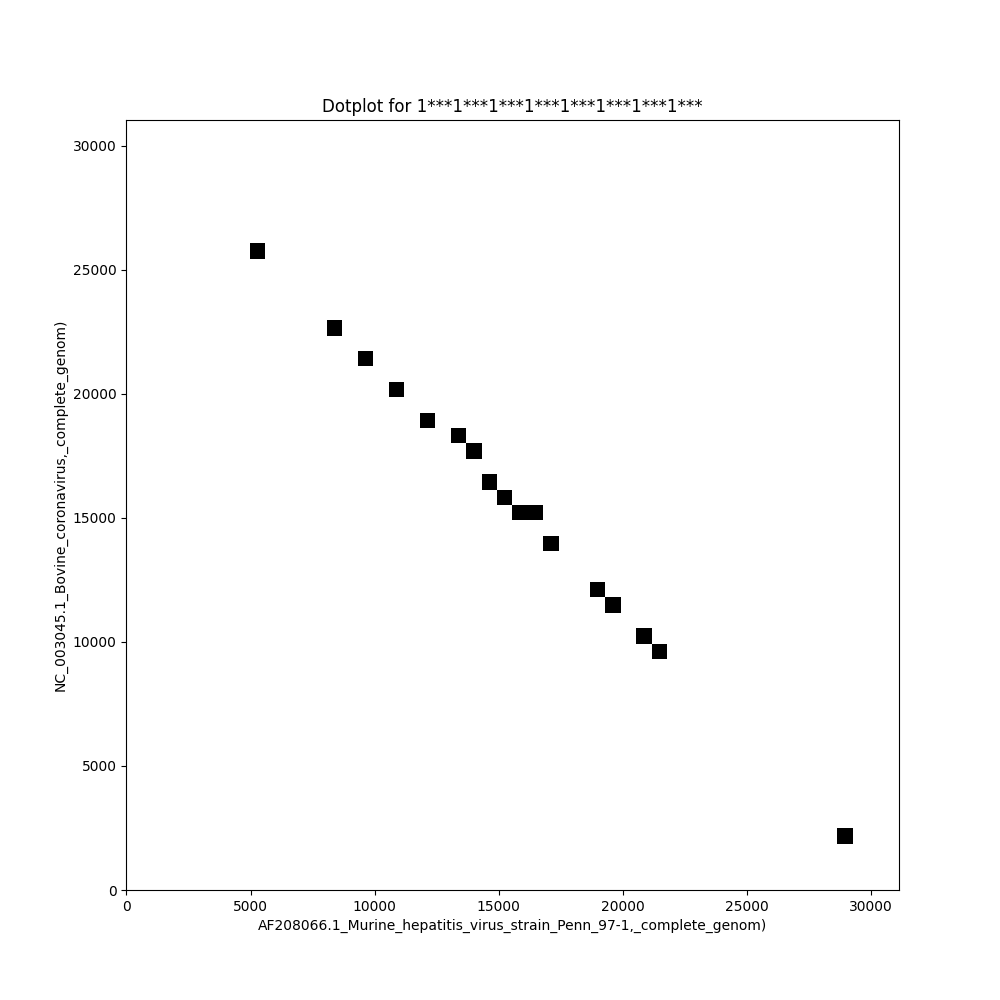 Dotplot for 1***1***1***1***1***1***1***1***
30000
25000
20000
15000
10000
5000
0
NC_003045.1_Bovine_coronavirus,_complete_genom)
0 5000 10000 15000 20000 25000 30000
AF208066.1_Murine_hepatitis_virus_strain_Penn_97-1,_complete_genom)